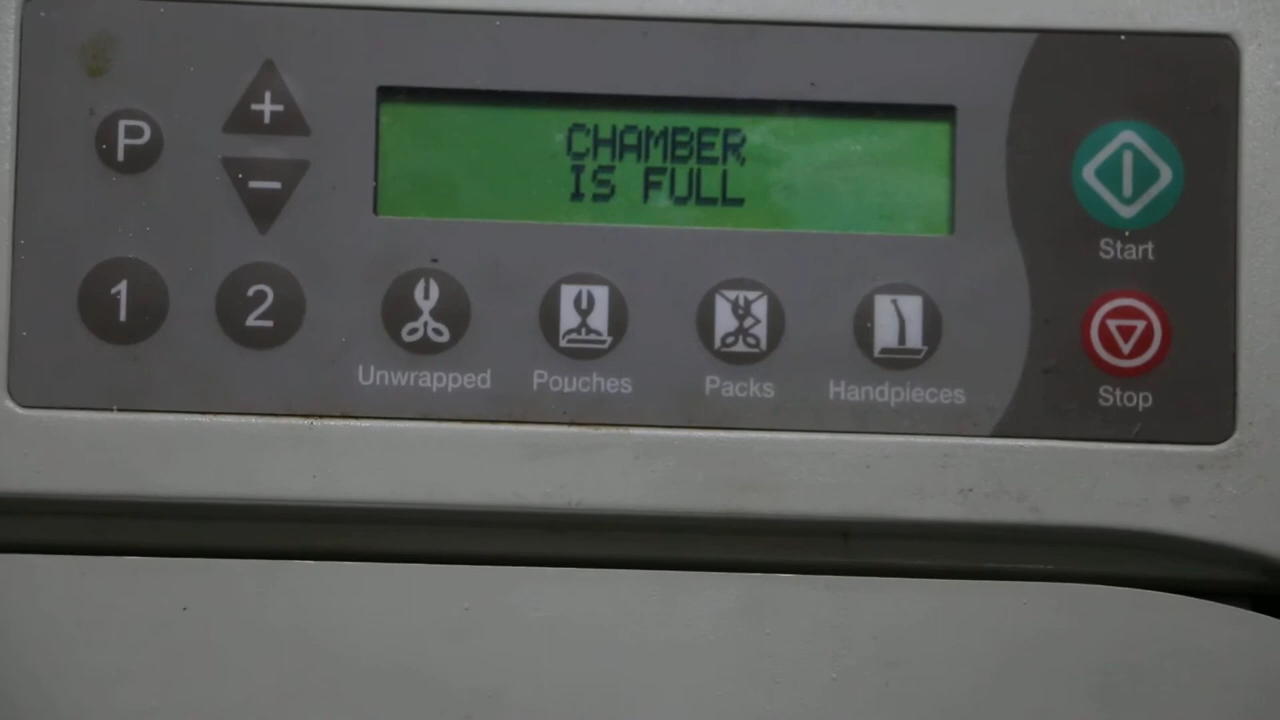 P
+
−
CHAMBER
IS FULL
1
2
Unwrapped
Pouches
Packs
Handpieces
Start
Stop